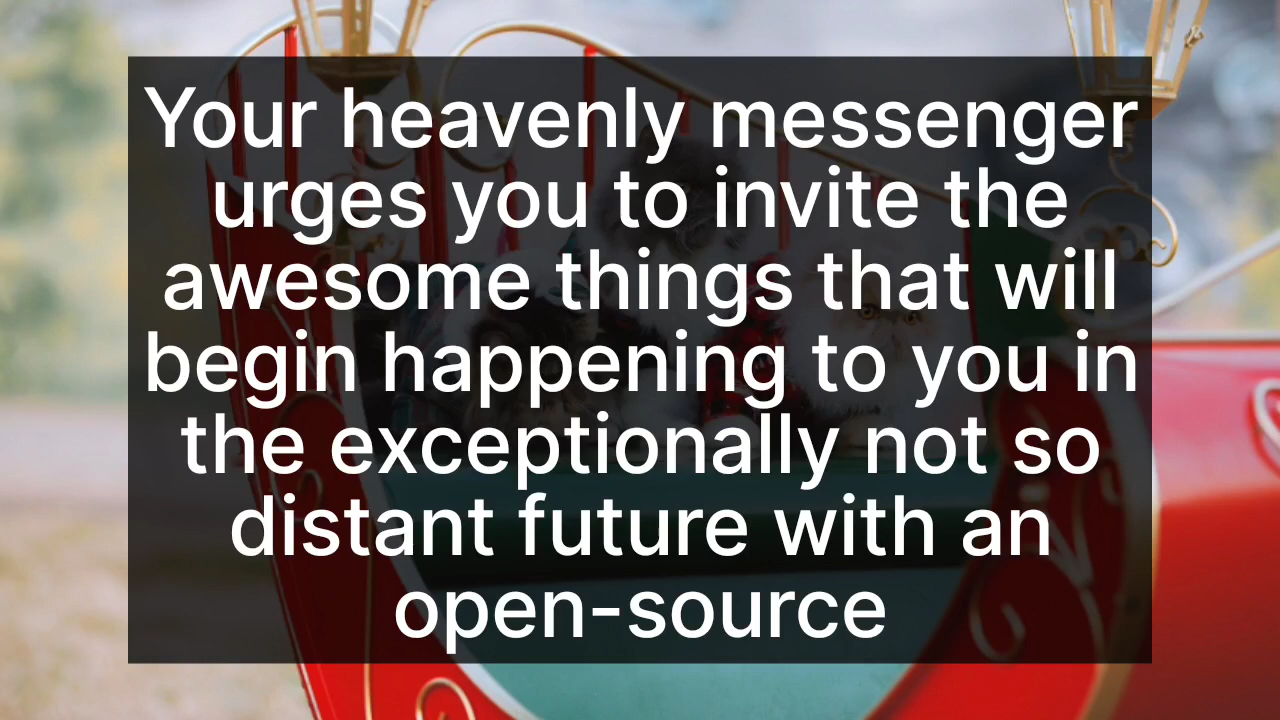 Your heavenly messenger
urges you to invite the
awesome things that will
begin happening to you in
the exceptionally not so
distant future with an
open-source